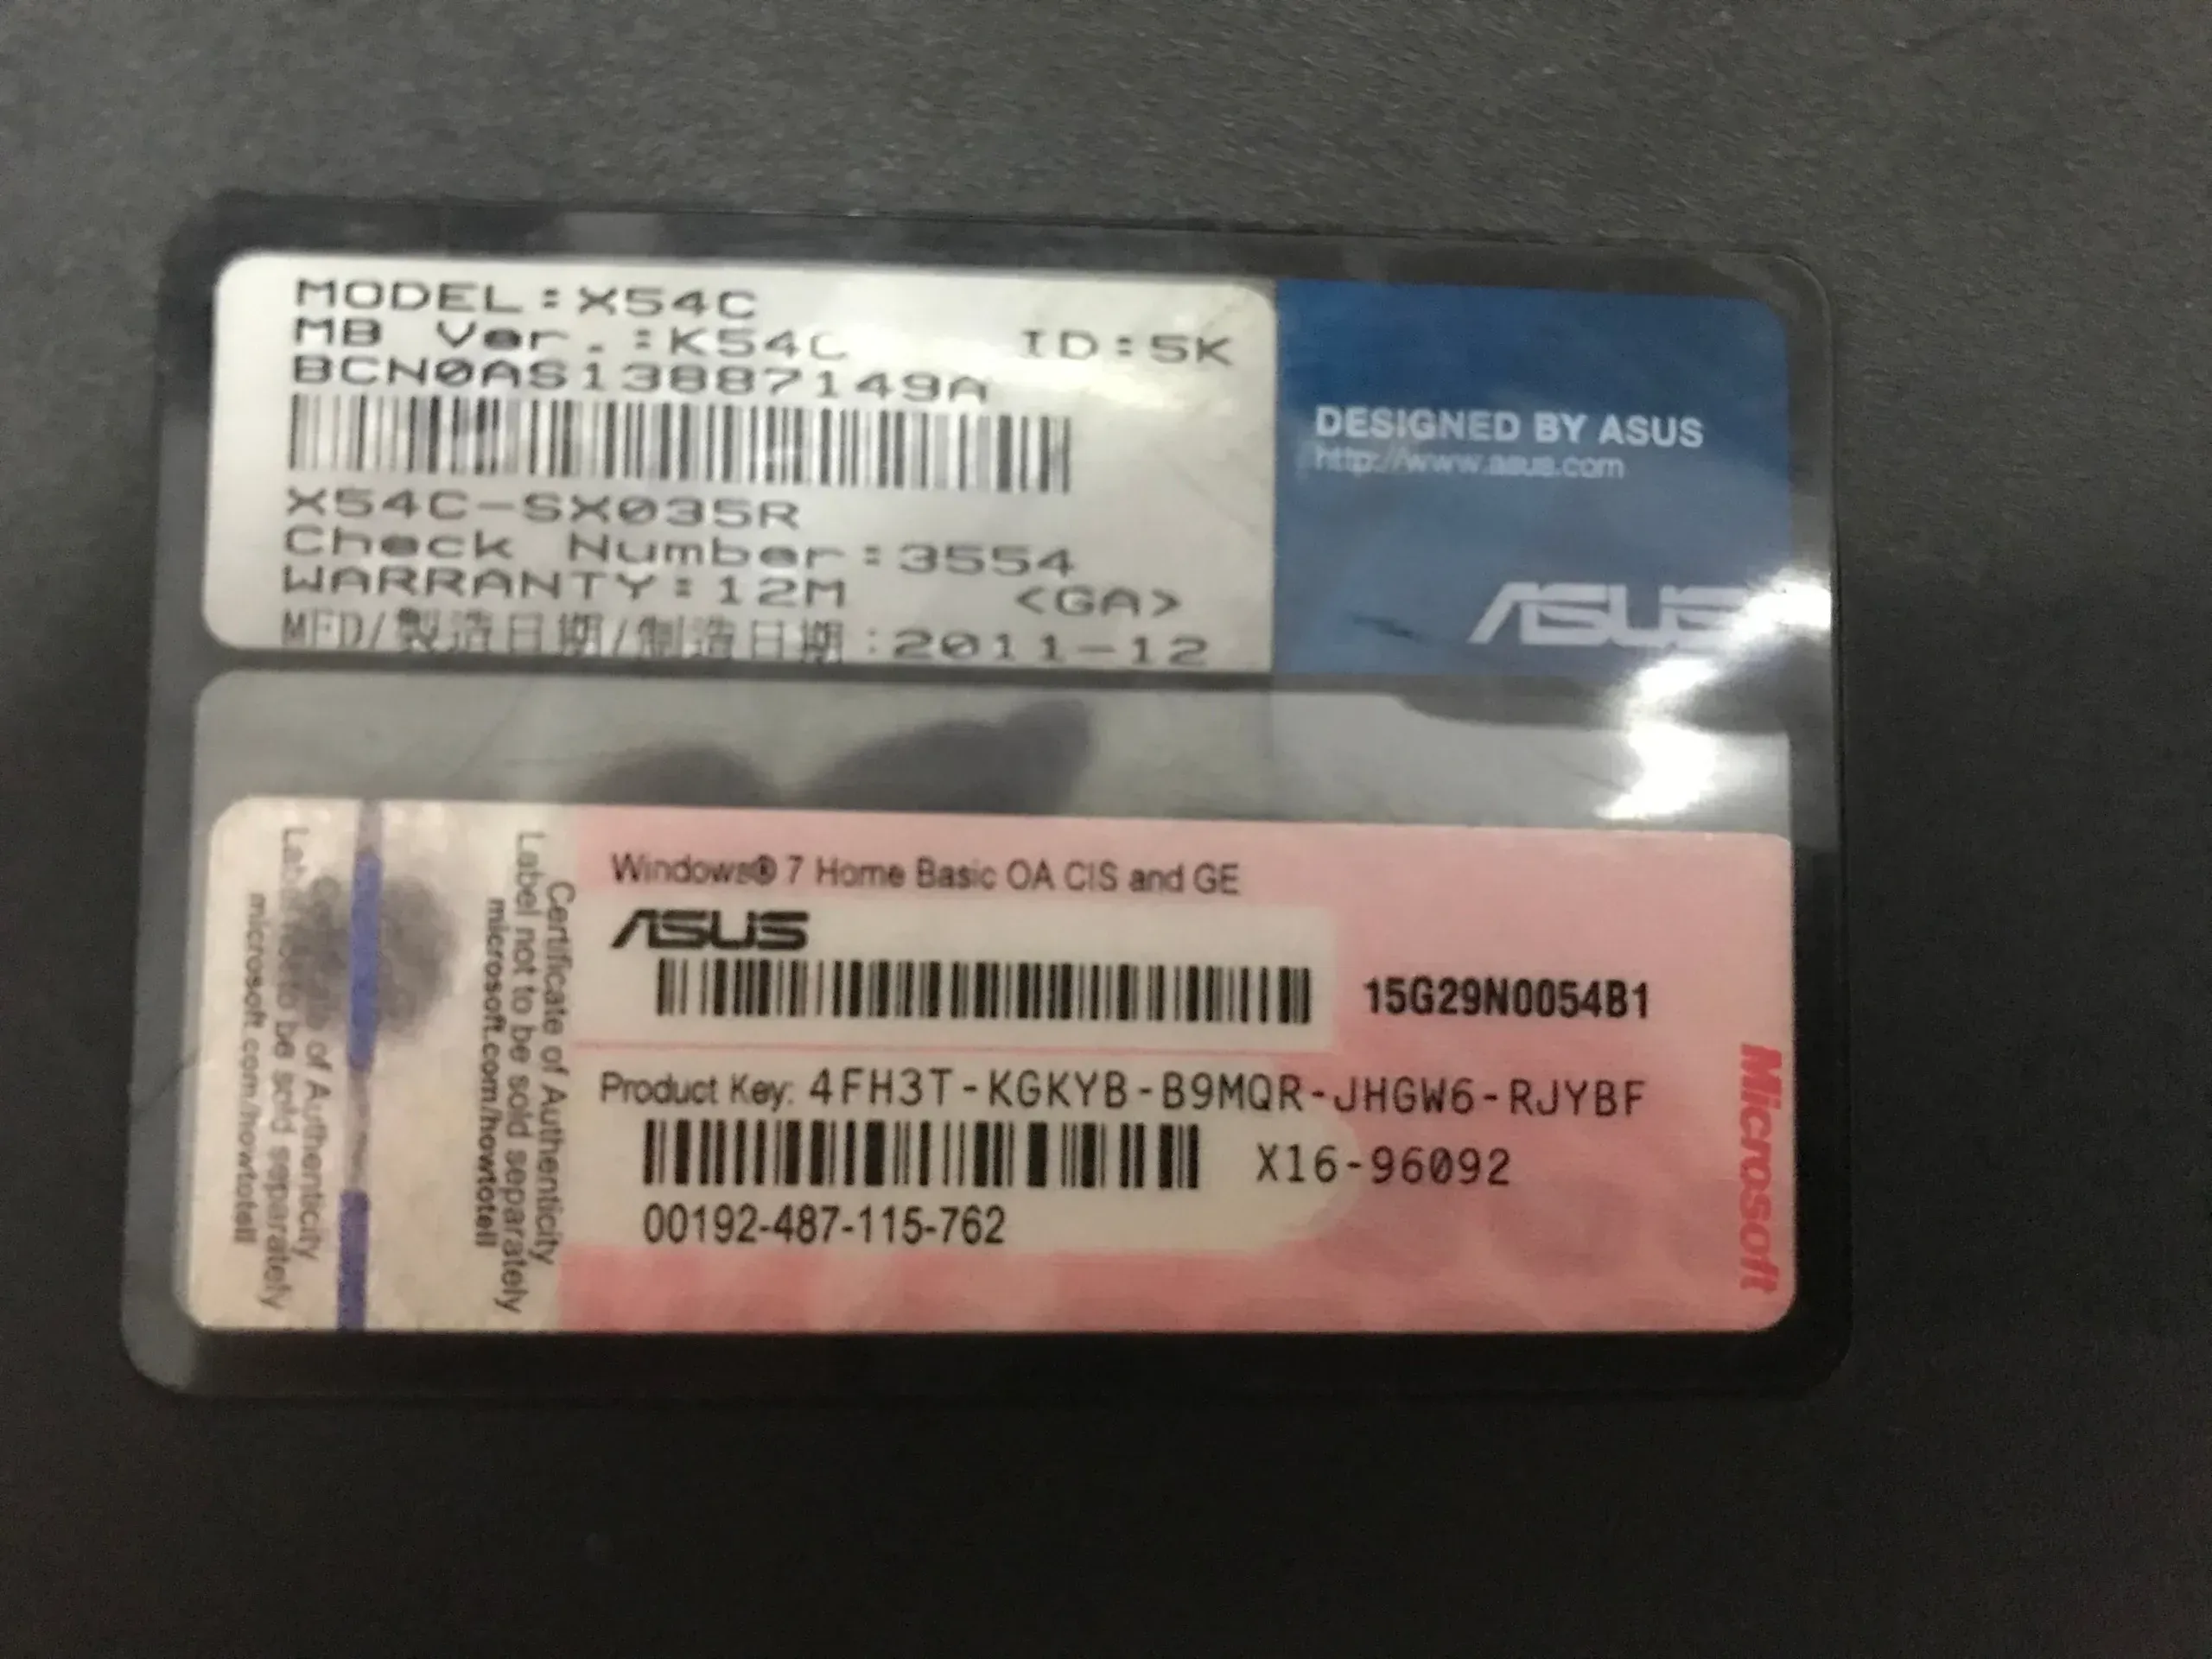 MODEL:X54C
MB Ver.:K54C ID:5K
BCN0AS13887149A
X54C-SX035R
Check Number:3554
WARRANTY:12M <GA>
MFD/製造日期/制造日期:2011-12
DESIGNED BY ASUS
http://www.asus.com
ASUS
Windows® 7 Home Basic OA CIS and GE
ASUS
15G29N0054B1
Product Key: 4FH3T-KGKYB-B9MQR-JHGW6-RJYBF
X16-96092
00192-487-115-762
Microsoft
Certificate of Authenticity
Label not to be sold separately
microsoft.com/howtotell
Certificate of Authenticity
Label not to be sold separately
microsoft.com/howtotell